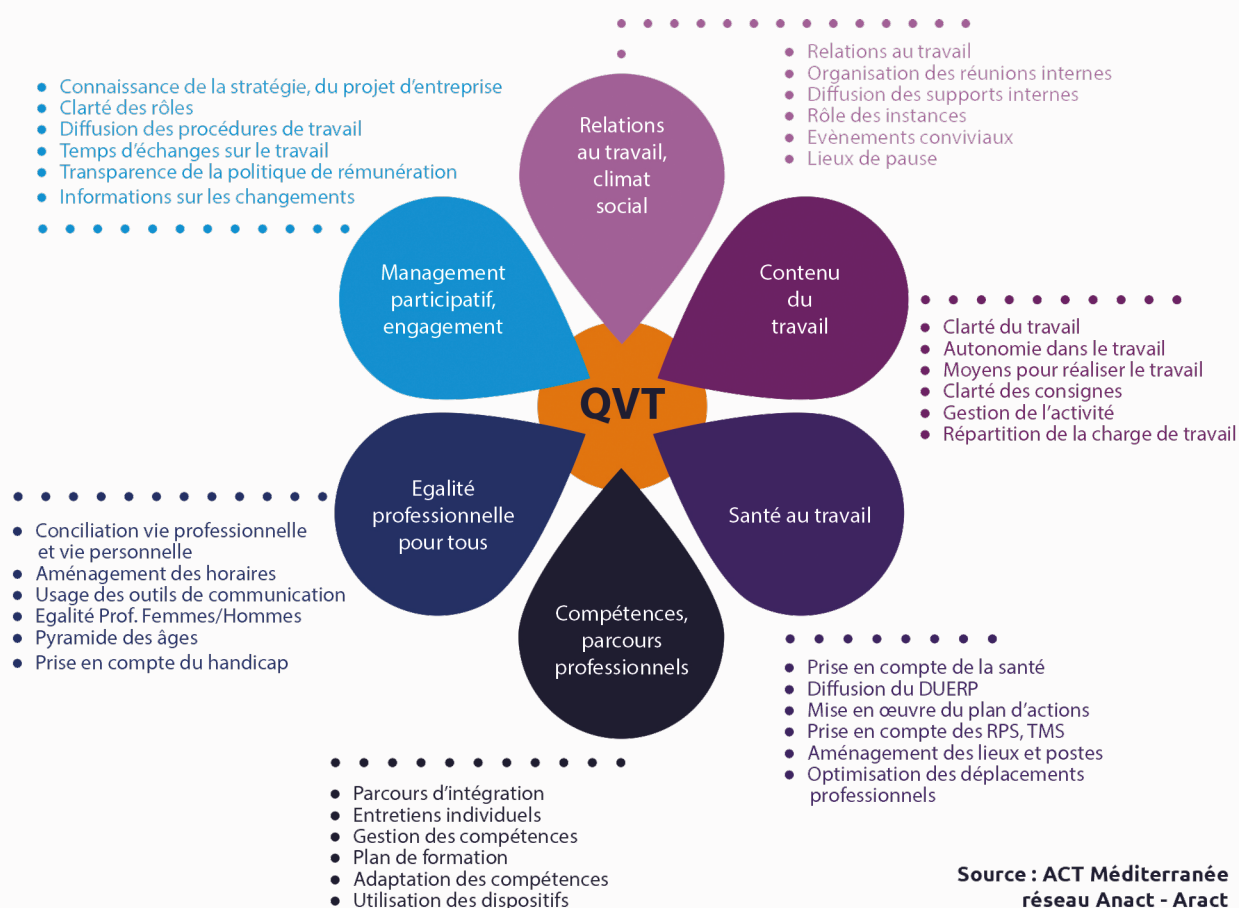 Relations
au travail,
climat
social
• Relations au travail
• Organisation des réunions internes
• Diffusion des supports internes
• Rôle des instances
• Evènements conviviaux
• Lieux de pause
Contenu
du
travail
• Clarté du travail
• Autonomie dans le travail
• Moyens pour réaliser le travail
• Clarté des consignes
• Gestion de l’activité
• Répartition de la charge de travail
Santé au travail
• Prise en compte de la santé
• Diffusion du DUERP
• Mise en œuvre du plan d’actions
• Prise en compte des RPS, TMS
• Aménagement des lieux et postes
• Optimisation des déplacements
professionnels
Compétences,
parcours
professionnels
• Parcours d’intégration
• Entretiens individuels
• Gestion des compétences
• Plan de formation
• Adaptation des compétences
• Utilisation des dispositifs
Egalité
professionnelle
pour tous
• Conciliation vie professionnelle
et vie personnelle
• Aménagement des horaires
• Usage des outils de communication
• Egalité Prof. Femmes/Hommes
• Pyramide des âges
• Prise en compte du handicap
Management
participatif,
engagement
• Connaissance de la stratégie, du projet d’entreprise
• Clarté des rôles
• Diffusion des procédures de travail
• Temps d’échanges sur le travail
• Transparence de la politique de rémunération
• Informations sur les changements
QVT
Source : ACT Méditerranée
réseau Anact - Aract